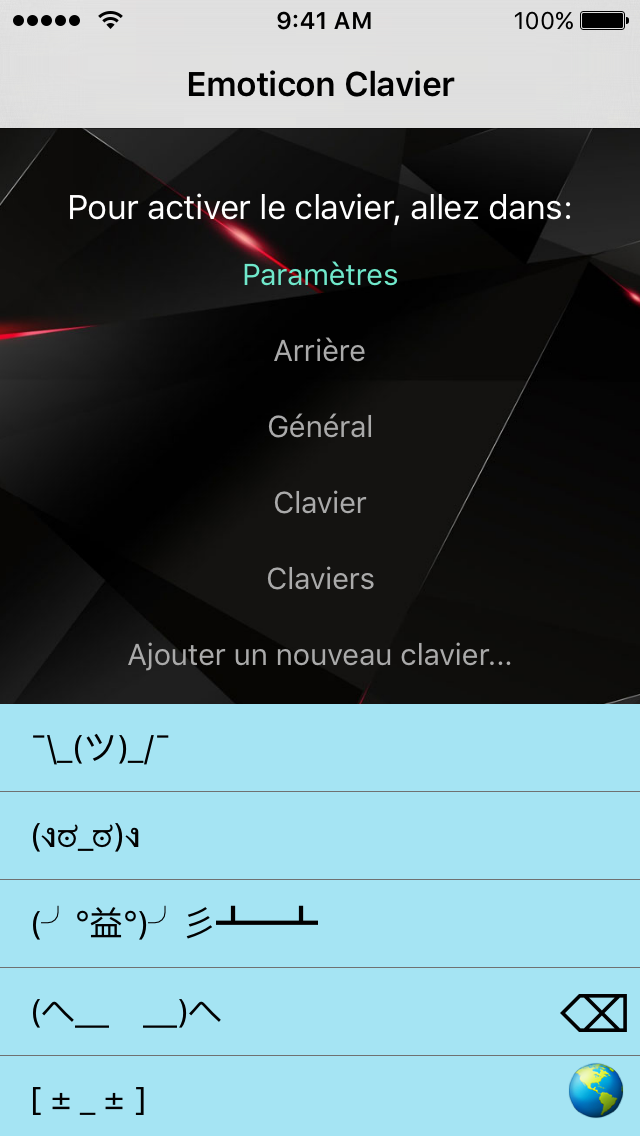 9:41 AM 100%
Emoticon Clavier
Pour activer le clavier, allez dans:
Paramètres
Arrière
Général
Clavier
Claviers
Ajouter un nouveau clavier...
¯\_(ツ)_/¯
(ง๏_๏)ง
(╯°益°)╯彡┻━┻
(ヘ__ __)ヘ
[ ± _ ± ]